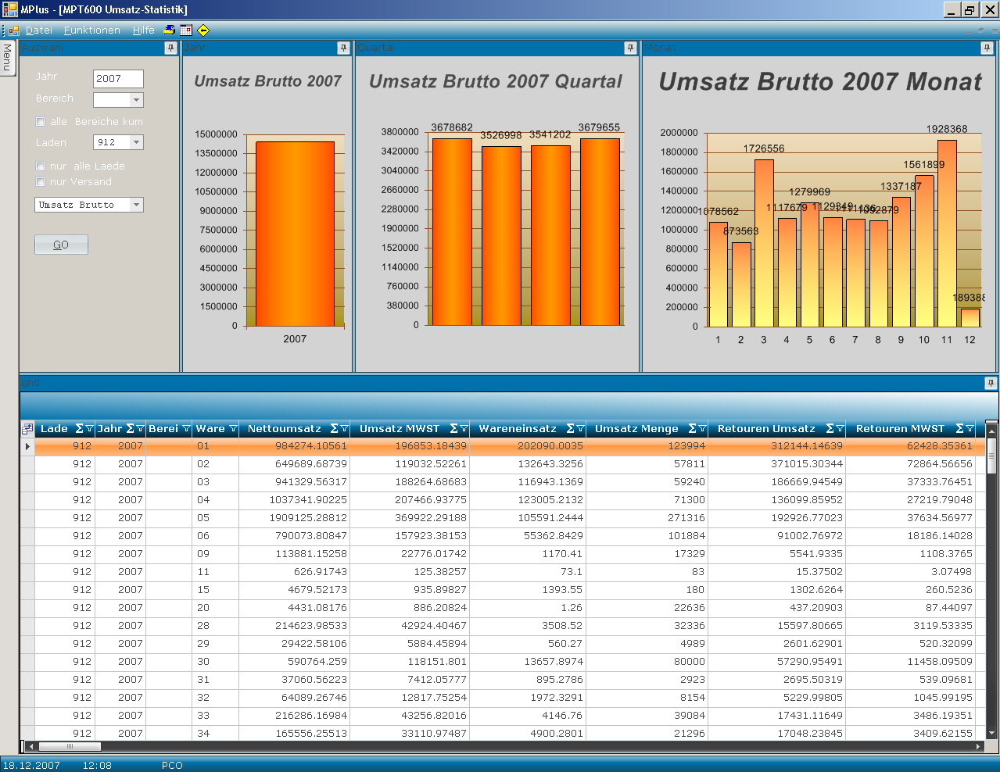 MPlus - [MPT600 Umsatz-Statistik]
Datei Funktionen Hilfe
Menu
Auswahl
Jahr 2007
Bereich
alle Bereiche kum
Laden 912
nur alle Laede
nur Versand
Umsatz Brutto
GO
Jahr
Umsatz Brutto 2007
15000000
13500000
12000000
10500000
9000000
7500000
6000000
4500000
3000000
1500000
0
2007
Quartal
Umsatz Brutto 2007 Quartal
3678682 3526998 3541202 3679655
3800000
3420000
3040000
2660000
2280000
1900000
1520000
1140000
760000
380000
0
Monat
Umsatz Brutto 2007 Monat
2000000
1800000
1600000
1400000
1200000
1000000
800000
600000
400000
200000
0
1078562 873563 1726556 1117679 1279969 1129349 1092879 1337187 1561899 1928368 189388
1 2 3 4 5 6 7 8 9 10 11 12
grid
Lade Σ Jahr Σ Berei Ware Nettoumsatz Σ Umsatz MWST Σ Wareneinsatz Σ Umsatz Menge Σ Retouren Umsatz Σ Retouren MWST Σ
912 2007 01 984274.10561 196853.18439 202090.0035 123994 312144.14639 62428.35361
912 2007 02 649689.68739 119032.52261 132643.3256 57811 371015.30344 72864.56656
912 2007 03 941329.56317 188264.68683 116943.1369 59240 186669.94549 37333.76451
912 2007 04 1037341.90225 207466.93775 123005.2132 71300 136099.85952 27219.79048
912 2007 05 1909125.28812 369922.29188 105591.2444 271316 192926.77023 37634.56977
912 2007 06 790073.80847 157923.38153 55362.8429 101884 91002.76972 18186.14028
912 2007 09 113881.15258 22776.01742 1170.41 17329 5541.9335 1108.3765
912 2007 11 626.91743 125.38257 73.1 83 15.37502 3.07498
912 2007 15 4679.52173 935.89827 1393.55 180 1302.6264 260.5236
912 2007 20 4431.08176 886.20824 1.26 22636 437.20903 87.44097
912 2007 28 214623.98533 42924.40467 3508.52 32336 15597.80665 3119.53335
912 2007 29 29422.58106 5884.45894 560.27 4989 2601.62901 520.32099
912 2007 30 590764.259 118151.801 13657.8974 80000 57290.95491 11458.09509
912 2007 31 37060.56223 7412.05777 895.2786 2923 2695.50319 539.09681
912 2007 32 64089.26746 12817.75254 1972.3291 8154 5229.99805 1045.99195
912 2007 33 216286.16984 43256.82016 4146.76 39084 17431.11649 3486.19351
912 2007 34 165556.25513 33110.97487 4900.2801 21296 17048.23845 3409.62155
18.12.2007 12:08 PCO